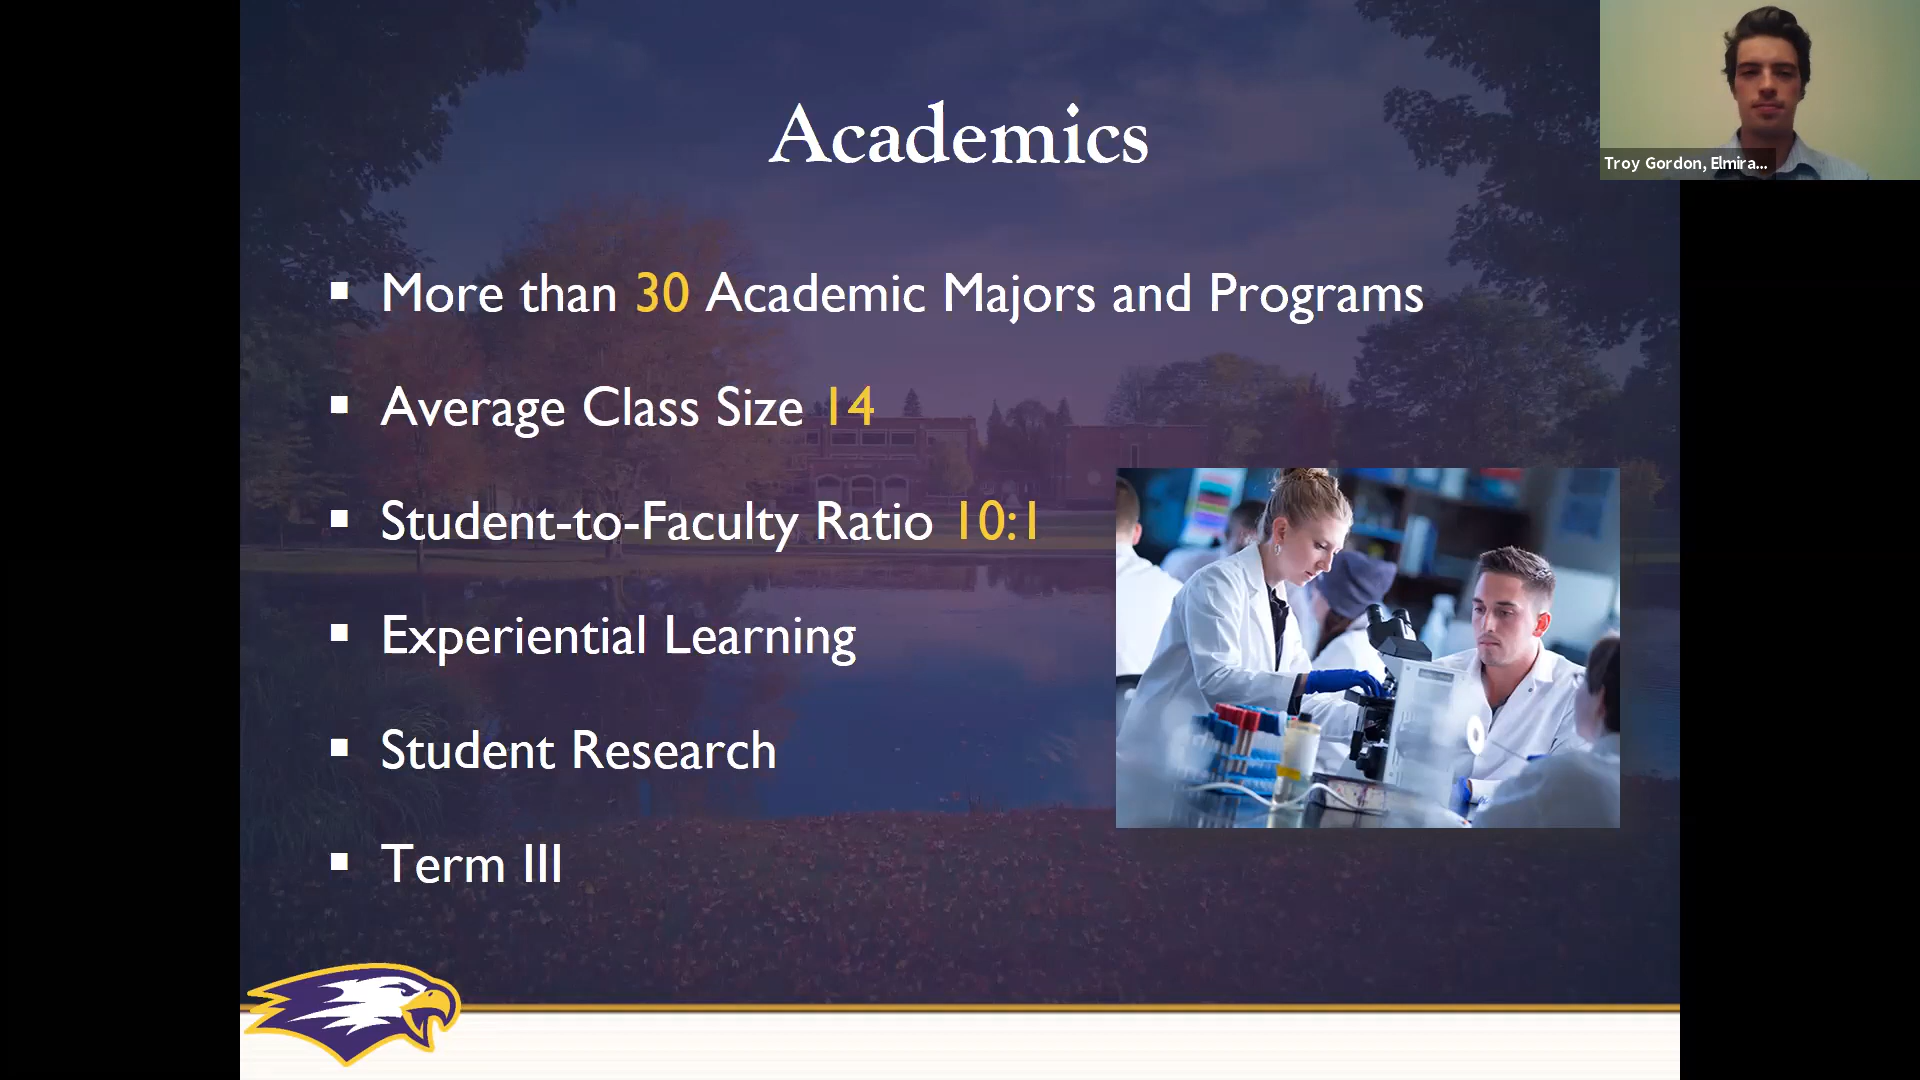 Academics
Troy Gordon, Elmira...
▪ More than 30 Academic Majors and Programs
▪ Average Class Size 14
▪ Student-to-Faculty Ratio 10:1
▪ Experiential Learning
▪ Student Research
▪ Term III